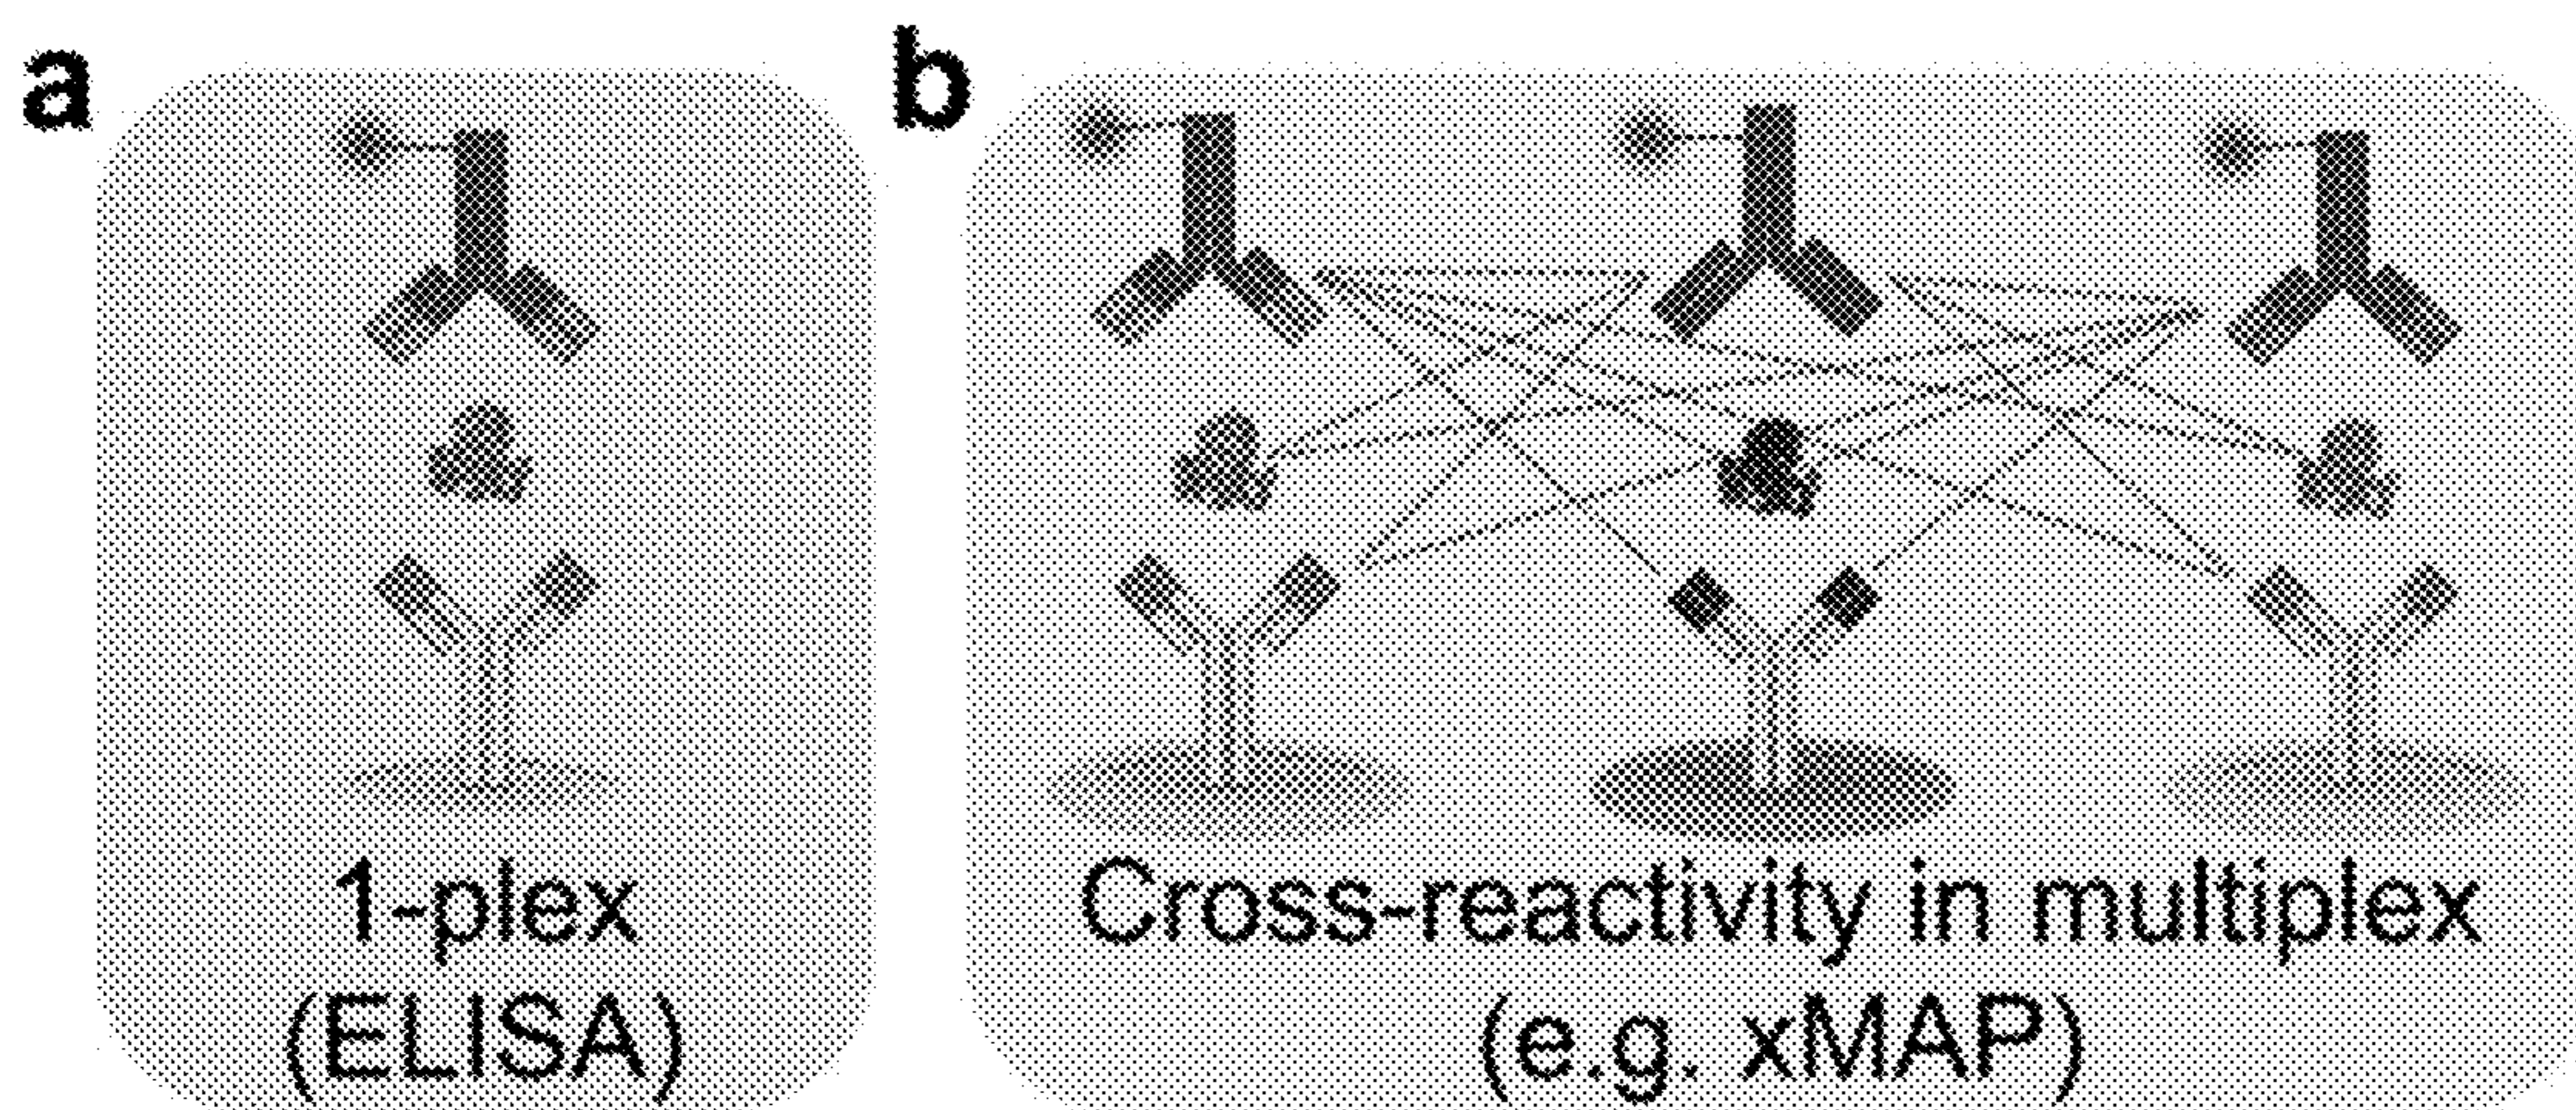 a
b
1-plex
(ELISA)
Cross-reactivity in multiplex
(e.g. xMAP)